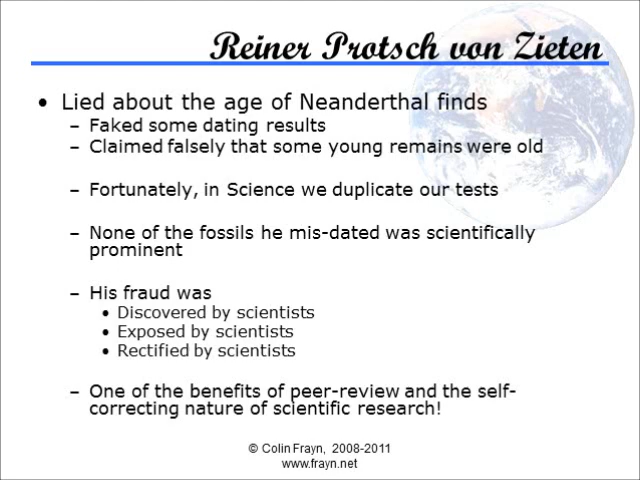 Reiner Protsch von Zieten
• Lied about the age of Neanderthal finds
– Faked some dating results
– Claimed falsely that some young remains were old
– Fortunately, in Science we duplicate our tests
– None of the fossils he mis-dated was scientifically
prominent
– His fraud was
• Discovered by scientists
• Exposed by scientists
• Rectified by scientists
– One of the benefits of peer-review and the self-
correcting nature of scientific research!
© Colin Frayn, 2008-2011
www.frayn.net